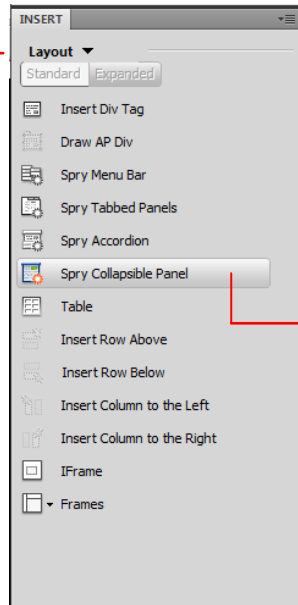 INSERT
Layout
Standard Expanded
Insert Div Tag
Draw AP Div
Spry Menu Bar
Spry Tabbed Panels
Spry Accordion
Spry Collapsible Panel
Table
Insert Row Above
Insert Row Below
Insert Column to the Left
Insert Column to the Right
IFrame
Frames